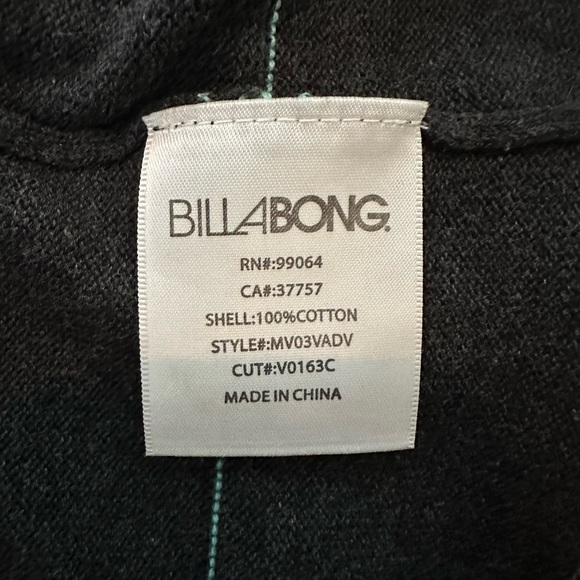 BILLABONG.
RN#:99064
CA#:37757
SHELL:100%COTTON
STYLE#:MV03VADV
CUT#:V0163C
MADE IN CHINA